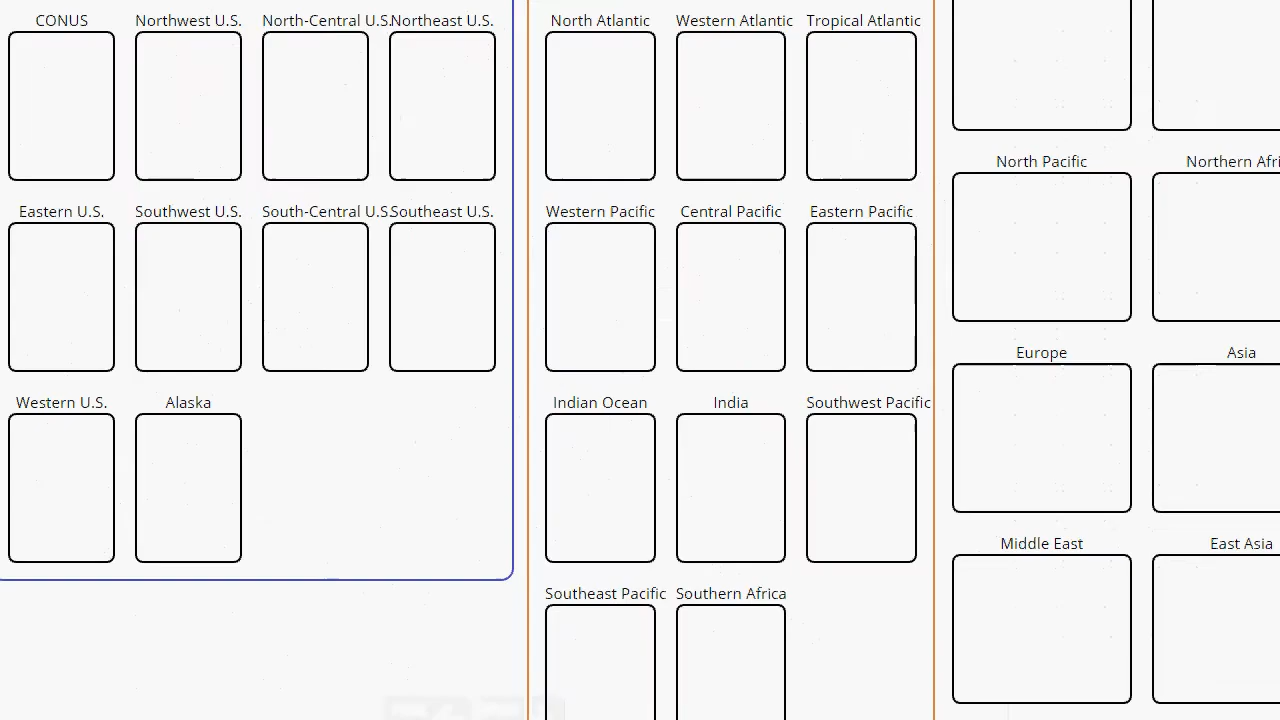 CONUS
Northwest U.S.
North-Central U.S.
Northeast U.S.
Eastern U.S.
Southwest U.S.
South-Central U.S.
Southeast U.S.
Western U.S.
Alaska
North Atlantic
Western Atlantic
Tropical Atlantic
Western Pacific
Central Pacific
Eastern Pacific
Indian Ocean
India
Southwest Pacific
Southeast Pacific
Southern Africa
North Pacific
Northern Afri
Europe
Asia
Middle East
East Asia